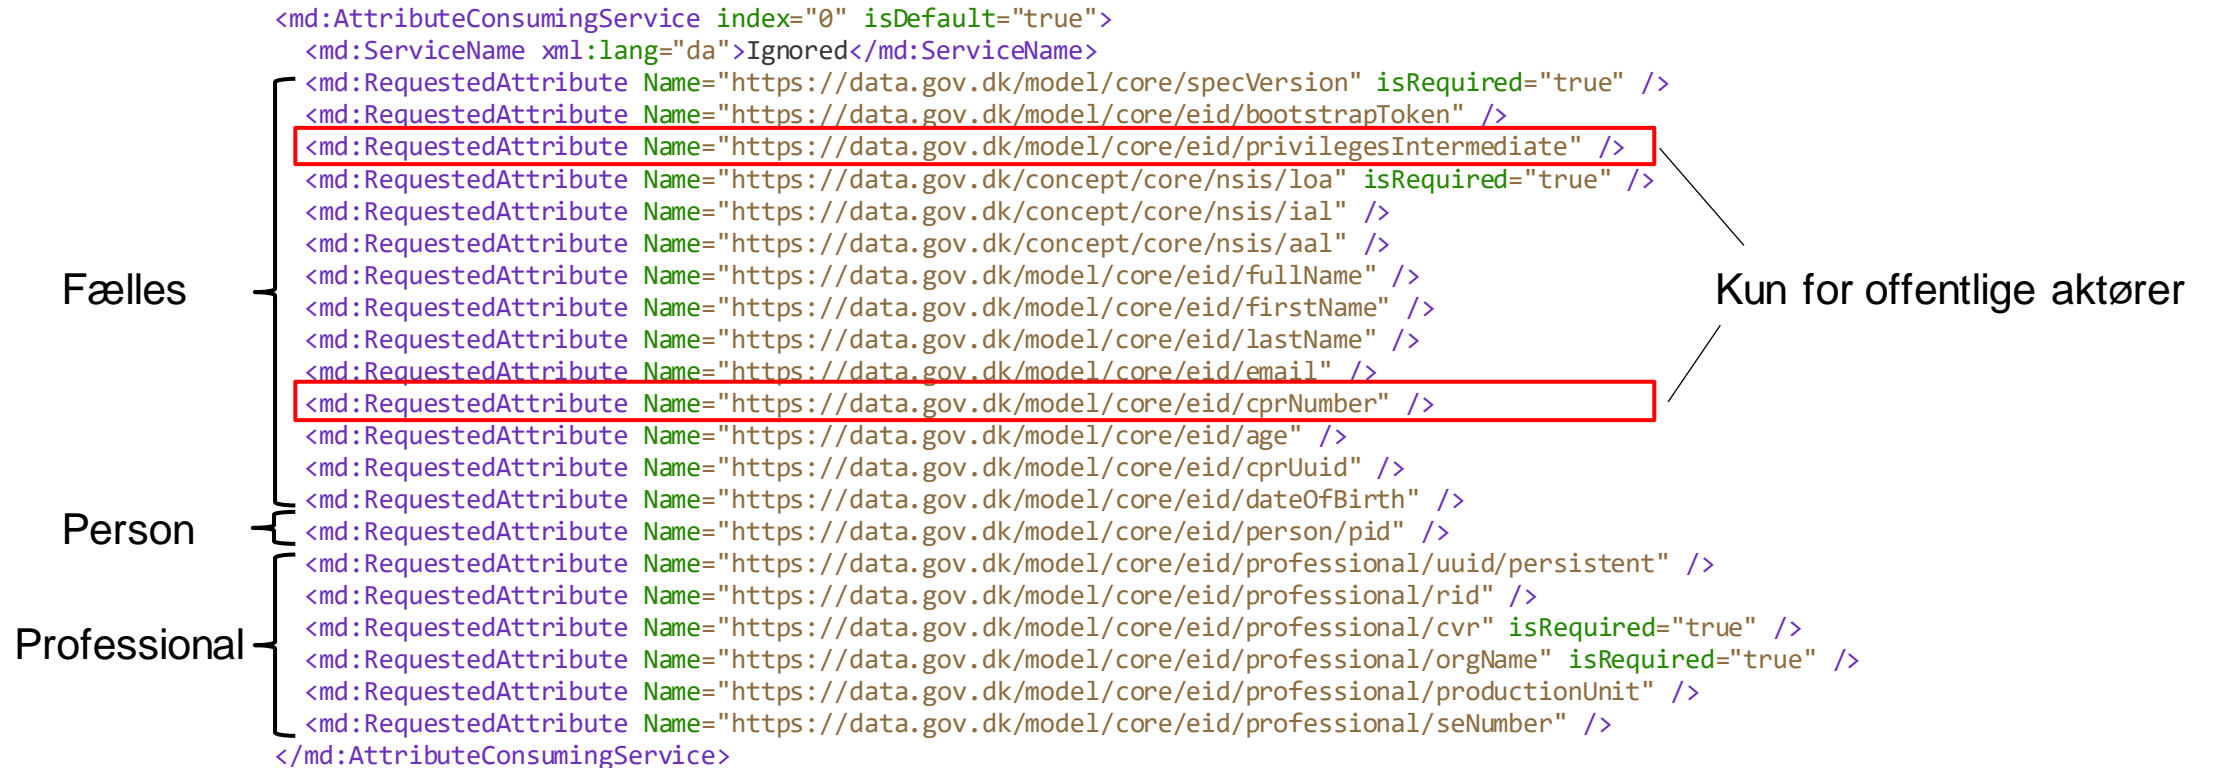 <md:AttributeConsumingService index="0" isDefault="true">
<md:ServiceName xml:lang="da">Ignored</md:ServiceName>
<md:RequestedAttribute Name="https://data.gov.dk/model/core/specVersion" isRequired="true" />
<md:RequestedAttribute Name="https://data.gov.dk/model/core/eid/bootstrapToken" />
<md:RequestedAttribute Name="https://data.gov.dk/model/core/eid/privilegesIntermediate" />
<md:RequestedAttribute Name="https://data.gov.dk/concept/core/nsis/loa" isRequired="true" />
<md:RequestedAttribute Name="https://data.gov.dk/concept/core/nsis/ial" />
<md:RequestedAttribute Name="https://data.gov.dk/concept/core/nsis/aal" />
<md:RequestedAttribute Name="https://data.gov.dk/model/core/eid/fullName" />
<md:RequestedAttribute Name="https://data.gov.dk/model/core/eid/firstName" />
<md:RequestedAttribute Name="https://data.gov.dk/model/core/eid/lastName" />
<md:RequestedAttribute Name="https://data.gov.dk/model/core/eid/email" />
<md:RequestedAttribute Name="https://data.gov.dk/model/core/eid/cprNumber" />
<md:RequestedAttribute Name="https://data.gov.dk/model/core/eid/age" />
<md:RequestedAttribute Name="https://data.gov.dk/model/core/eid/cprUuid" />
<md:RequestedAttribute Name="https://data.gov.dk/model/core/eid/dateOfBirth" />
<md:RequestedAttribute Name="https://data.gov.dk/model/core/eid/person/pid" />
<md:RequestedAttribute Name="https://data.gov.dk/model/core/eid/professional/uuid/persistent" />
<md:RequestedAttribute Name="https://data.gov.dk/model/core/eid/professional/rid" />
<md:RequestedAttribute Name="https://data.gov.dk/model/core/eid/professional/cvr" isRequired="true" />
<md:RequestedAttribute Name="https://data.gov.dk/model/core/eid/professional/orgName" isRequired="true" />
<md:RequestedAttribute Name="https://data.gov.dk/model/core/eid/professional/productionUnit" />
<md:RequestedAttribute Name="https://data.gov.dk/model/core/eid/professional/seNumber" />
</md:AttributeConsumingService>
Fælles
Person
Professional
Kun for offentlige aktører